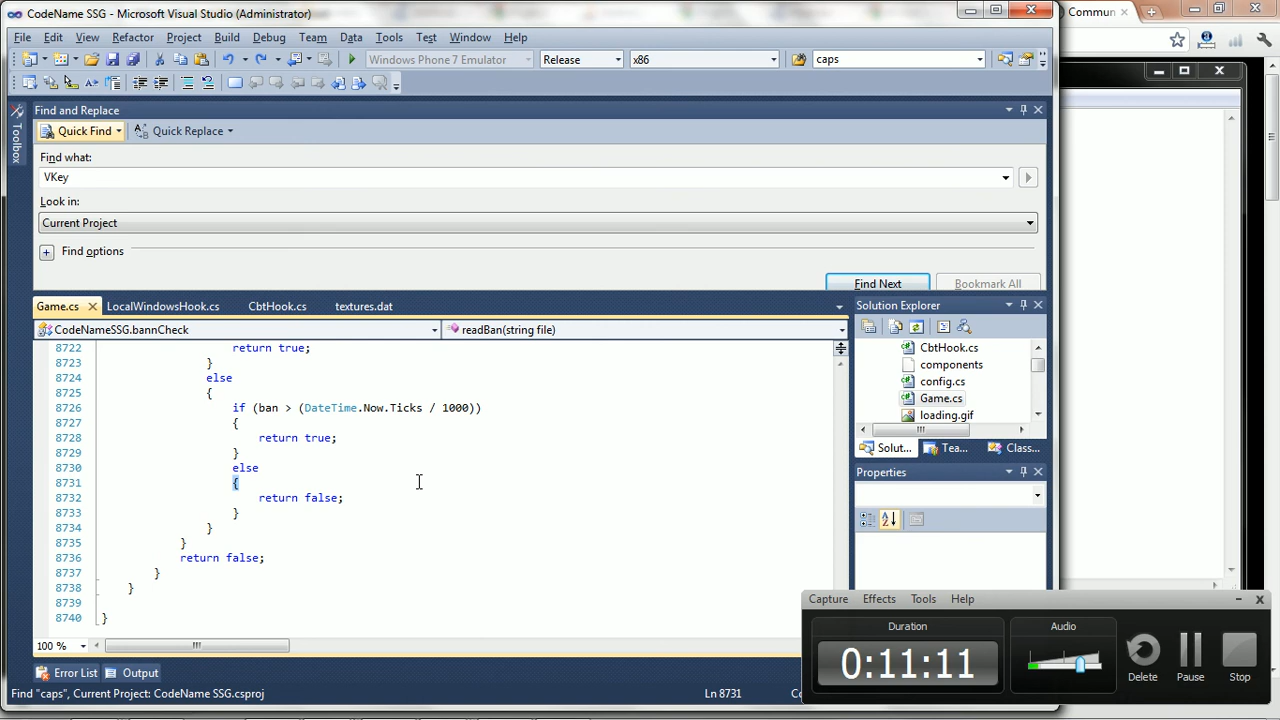 CodeName SSG - Microsoft Visual Studio (Administrator)
Commun
File Edit View Refactor Project Build Debug Team Data Tools Test Window Help
Windows Phone 7 Emulator Release x86 caps
Find and Replace
Toolbox
Quick Find Quick Replace
Find what:
VKey
Look in:
Current Project
Find options
Find Next Bookmark All
Game.cs LocalWindowsHook.cs CbtHook.cs textures.dat
Solution Explorer
CodeNameSSG.bannCheck readBan(string file)
CbtHook.cs
components
config.cs
Game.cs
loading.gif
Solut... Tea... Class...
Properties
8722 return true;
8723 }
8724 else
8725 {
8726 if (ban > (DateTime.Now.Ticks / 1000))
8727 {
8728 return true;
8729 }
8730 else
8731 {
8732 return false;
8733 }
8734 }
8735 }
8736 return false;
8737 }
8738 }
8739
8740 }
100 %
Error List Output
Find "caps", Current Project: CodeName SSG.csproj Ln 8731
Capture Effects Tools Help
Duration Audio
0:11:11
Delete Pause Stop